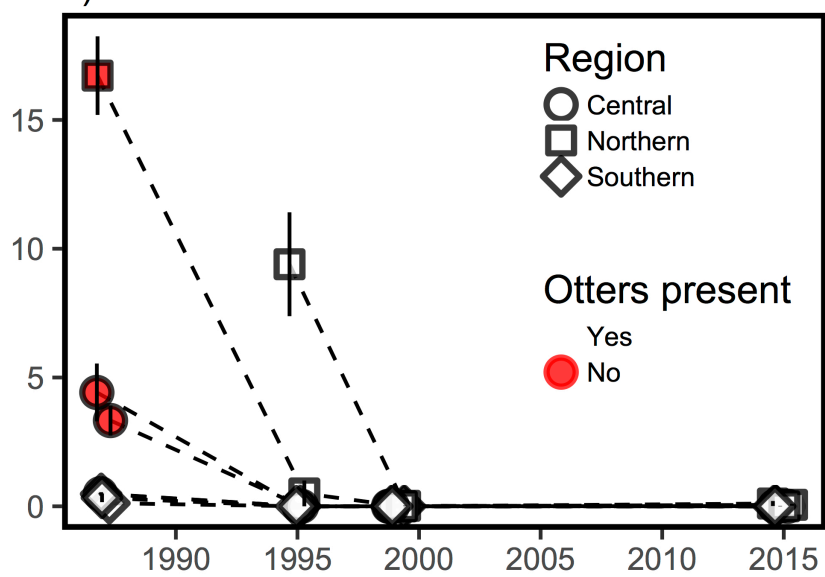 )
Region
Central
Northern
Southern
Otters present
Yes
No
15
10
5
0
1990 1995 2000 2005 2010 2015